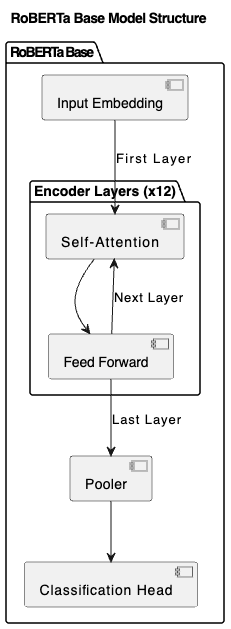 RoBERTa Base Model Structure
RoBERTa Base
Input Embedding
First Layer
Encoder Layers (x12)
Self-Attention
Next Layer
Feed Forward
Last Layer
Pooler
Classification Head